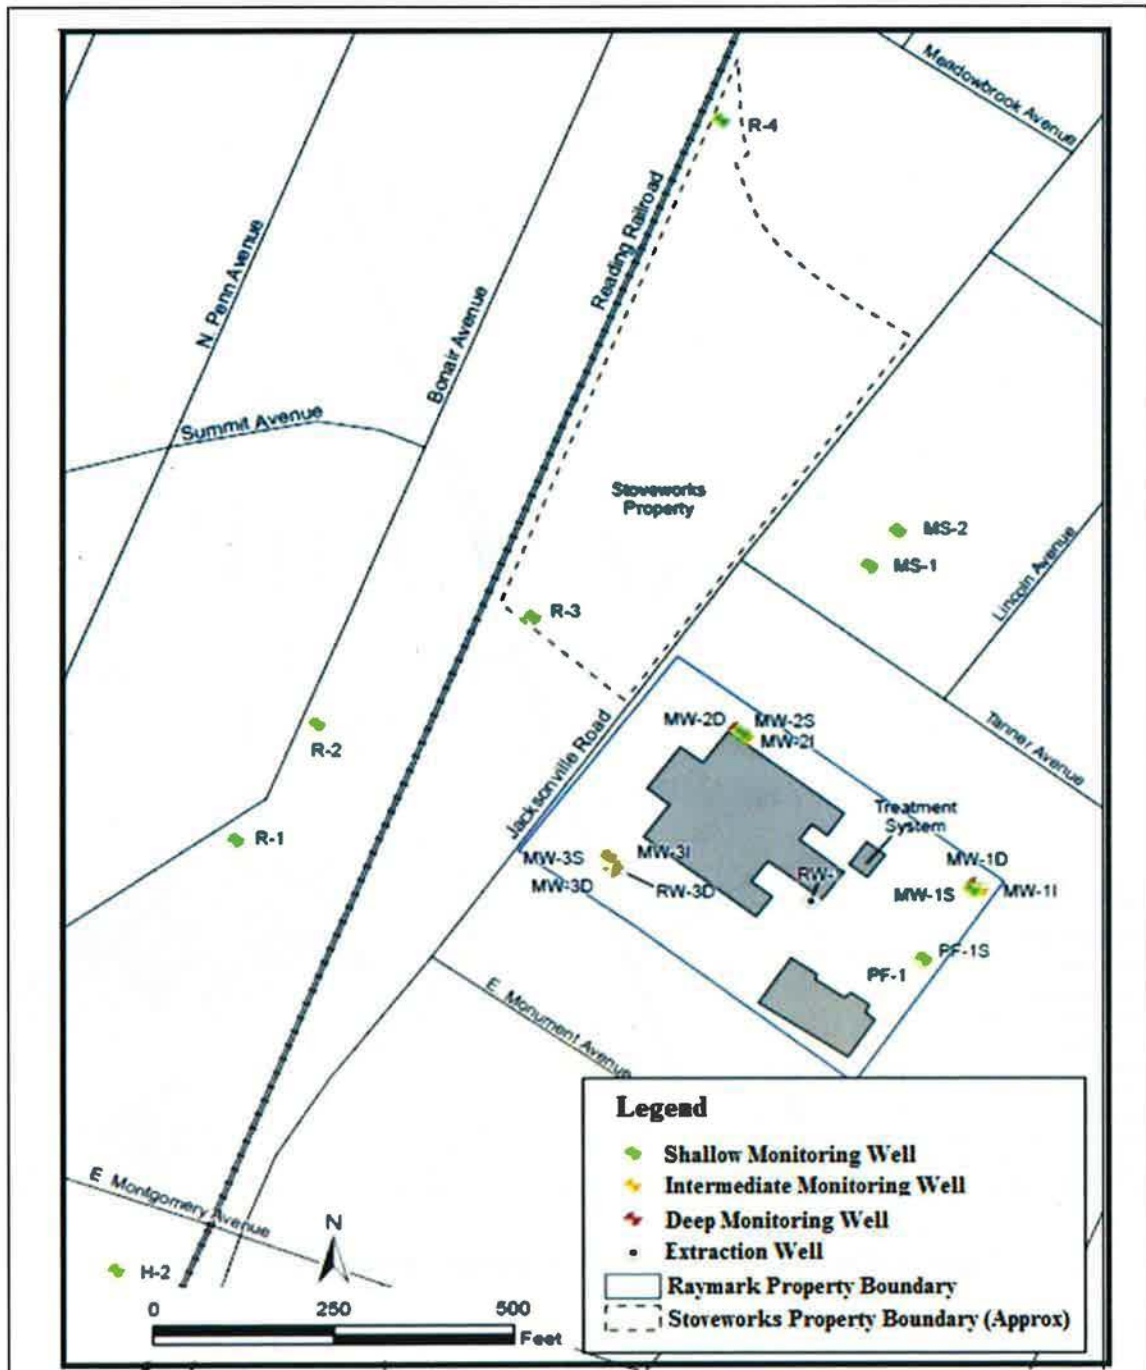 Meadowbrook Avenue
R-4
Reading Railroad
N. Penn Avenue
Bonair Avenue
Summit Avenue
Stoveworks
Property
MS-2
MS-1
Lincoln Avenue
R-3
R-2
MW-2D
MW-2S
MW-2I
Tanner Avenue
Jacksonville Road
Treatment
System
R-1
MW-3S
MW-3I
MW-3D
RW-3D
RW-
MW-1D
MW-1S
MW-1I
PF-1S
PF-1
E Monument Avenue
E Montgomery Avenue
N
H-2
0
250
500
Feet
Legend
Shallow Monitoring Well
Intermediate Monitoring Well
Deep Monitoring Well
Extraction Well
Raymark Property Boundary
Stoveworks Property Boundary (Approx)